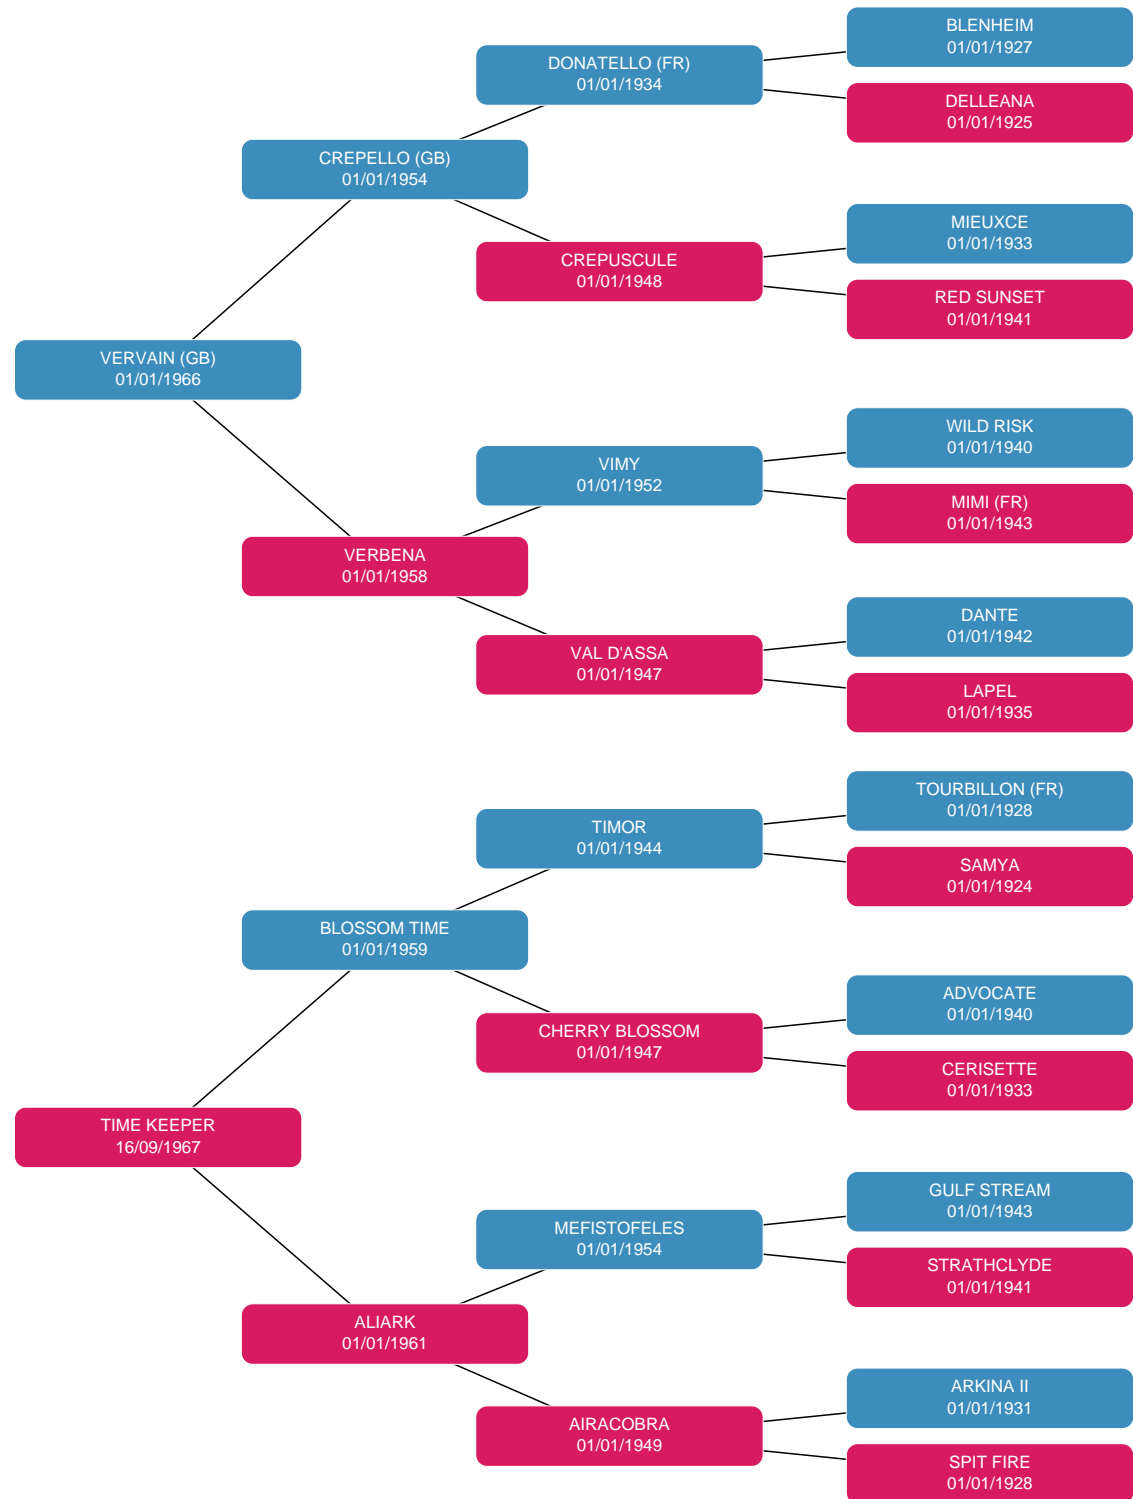 BLENHEIM
01/01/1927
DONATELLO (FR)
01/01/1934
DELLEANA
01/01/1925
CREPELLO (GB)
01/01/1954
MIEUXCE
01/01/1933
CREPUSCULE
01/01/1948
RED SUNSET
01/01/1941
VERVAIN (GB)
01/01/1966
WILD RISK
01/01/1940
VIMY
01/01/1952
MIMI (FR)
01/01/1943
VERBENA
01/01/1958
DANTE
01/01/1942
VAL D'ASSA
01/01/1947
LAPEL
01/01/1935
TOURBILLON (FR)
01/01/1928
TIMOR
01/01/1944
SAMYA
01/01/1924
BLOSSOM TIME
01/01/1959
ADVOCATE
01/01/1940
CHERRY BLOSSOM
01/01/1947
CERISETTE
01/01/1933
TIME KEEPER
16/09/1967
GULF STREAM
01/01/1943
MEFISTOFELES
01/01/1954
STRATHCLYDE
01/01/1941
ALIARK
01/01/1961
ARKINA II
01/01/1931
AIRACOBRA
01/01/1949
SPIT FIRE
01/01/1928